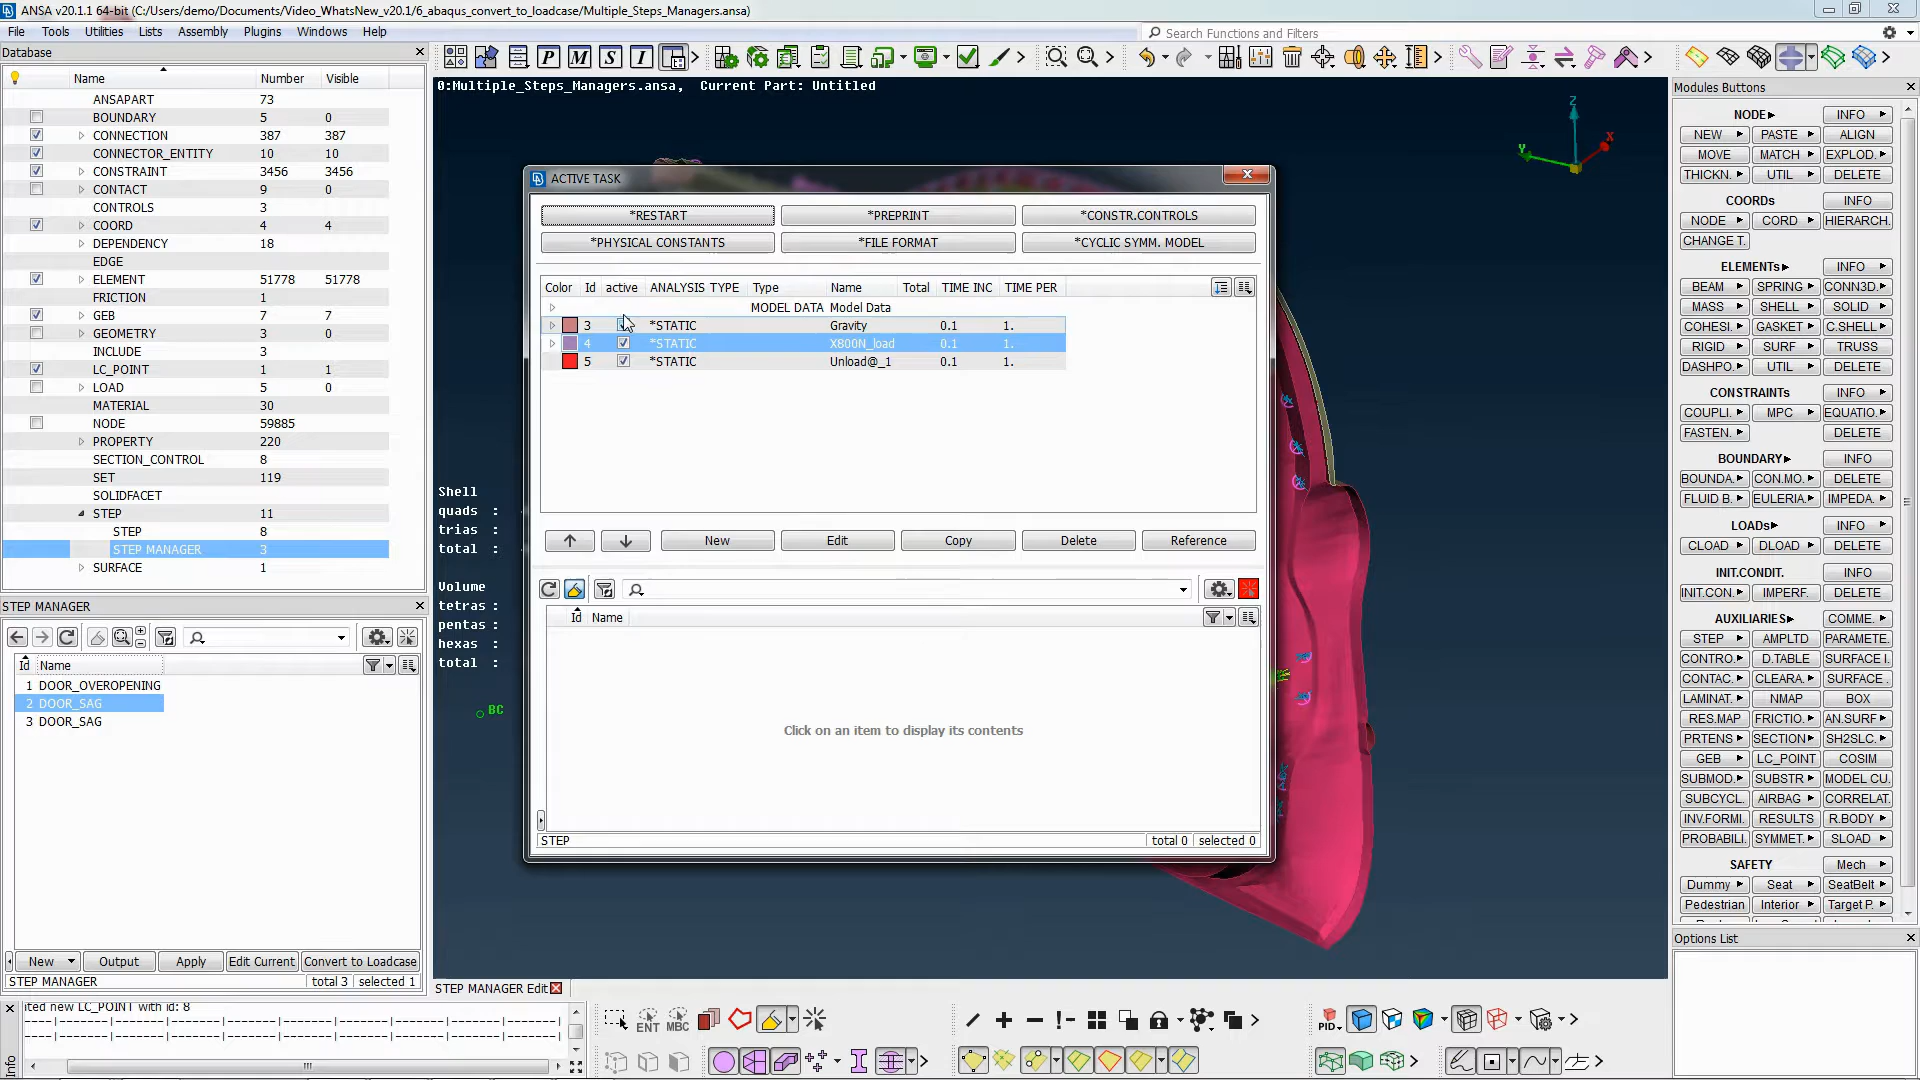 ANSA v20.1.1 64-bit (C:/Users/demo/Documents/Video_WhatsNew_v20.1/6_abaqus_convert_to_loadcase/Multiple_Steps_Managers.ansa)
File Tools Utilities Lists Assembly Plugins Windows Help
Search Functions and Filters
Database
Name Number Visible
ANSAPART 73
BOUNDARY 5 0
CONNECTION 387 387
CONNECTOR_ENTITY 10 10
CONSTRAINT 3456 3456
CONTACT 9 0
CONTROLS 3
COORD 4 4
DEPENDENCY 18
EDGE
ELEMENT 51778 51778
FRICTION 1
GEB 7 7
GEOMETRY 3 0
INCLUDE 3
LC_POINT 1 1
LOAD 5 0
MATERIAL 30
NODE 59885
PROPERTY 220
SECTION_CONTROL 8
SET 119
SOLIDFACET
STEP 11
STEP 8
STEP MANAGER 3
SURFACE 1
STEP MANAGER
Id Name
1 DOOR_OVEROPENING
2 DOOR_SAG
3 DOOR_SAG
New Output Apply Edit Current Convert to Loadcase
STEP MANAGER total 3 selected 1
ited new LC_POINT with id: 8
Info
P M S I
0:Multiple_Steps_Managers.ansa, Current Part: Untitled
Z
X
Y
Shell
quads :
trias :
total :
Volume
tetras :
pentas :
hexas :
total :
BC
ACTIVE TASK
*RESTART *PREPRINT *CONSTR.CONTROLS
*PHYSICAL CONSTANTS *FILE FORMAT *CYCLIC SYMM. MODEL
Color Id active ANALYSIS TYPE Type Name Total TIME INC TIME PER
MODEL DATA Model Data
3 *STATIC Gravity 0.1 1.
4 *STATIC X800N_load 0.1 1.
5 *STATIC Unload@_1 0.1 1.
New Edit Copy Delete Reference
Id Name
Click on an item to display its contents
STEP total 0 selected 0
STEP MANAGER Edit
ENT MBC
PID
Modules Buttons
NODE INFO
NEW PASTE ALIGN
MOVE MATCH EXPLOD.
THICKN. UTIL DELETE
COORDs INFO
NODE CORD HIERARCH.
CHANGE T.
ELEMENTs INFO
BEAM SPRING CONN3D.
MASS SHELL SOLID
COHESI. GASKET C.SHELL
RIGID SURF TRUSS
DASHPO. UTIL DELETE
CONSTRAINTS INFO
COUPLI. MPC EQUATIO.
FASTEN. DELETE
BOUNDARY INFO
BOUNDA. CON.MO. DELETE
FLUID B. EULERIA. IMPEDA.
LOADs INFO
CLOAD DLOAD DELETE
INIT.CONDIT. INFO
INIT.CON. IMPERF. DELETE
AUXILIARIES COMME.
STEP AMPLTD PARAMETE.
CONTRO. D.TABLE SURFACE I.
CONTAC. CLEARA. SURFACE .
LAMINAT. NMAP BOX
RES.MAP FRICTIO. AN.SURF
PRTENS SECTION SH2SLC.
GEB LC_POINT COSIM
SUBMOD. SUBSTR MODEL CU.
SUBCYCL. AIRBAG CORRELAT.
INV.FORMI. RESULTS R.BODY
PROBABILI. SYMMET. SLOAD
SAFETY Mech
Dummy Seat SeatBelt
Pedestrian Interior Target P.
Options List